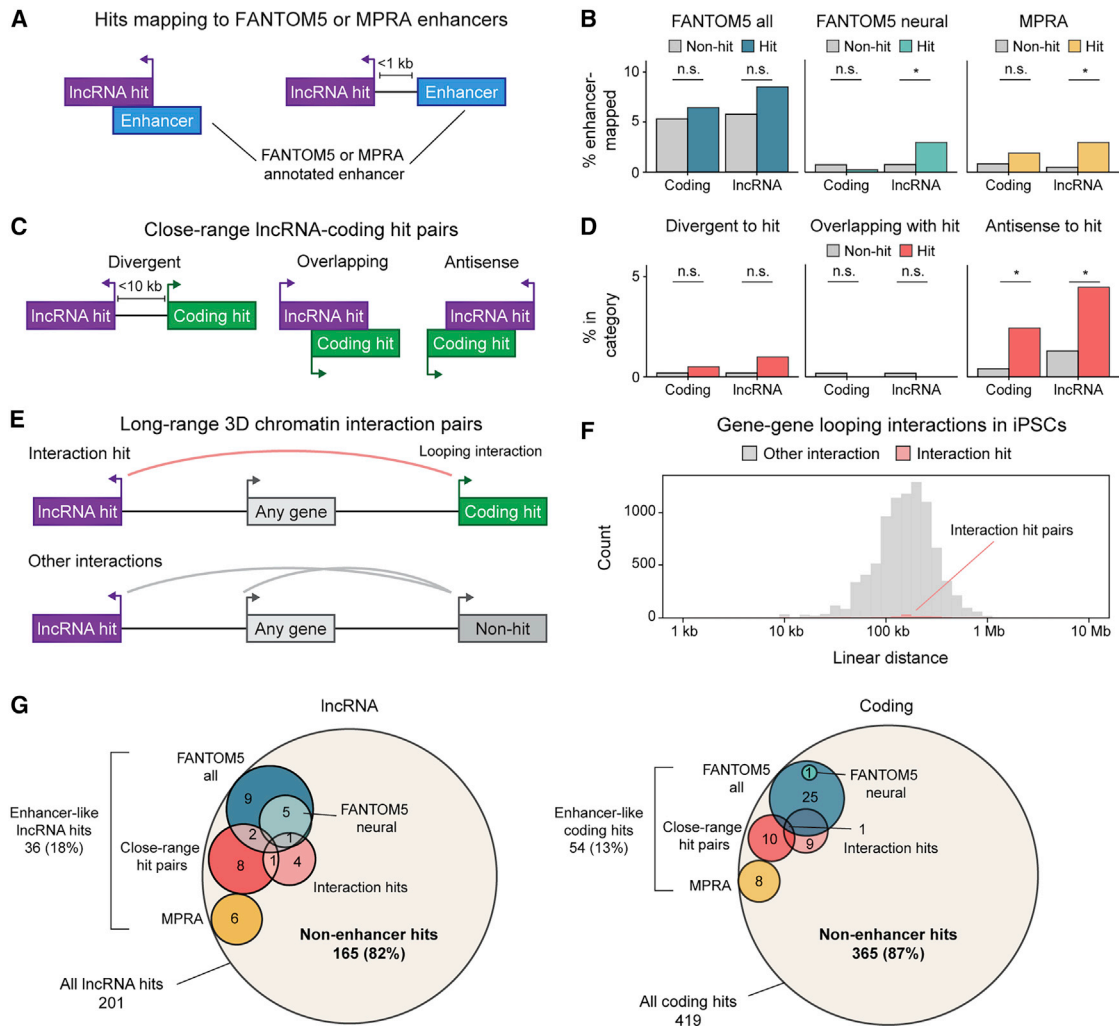 A
Hits mapping to FANTOM5 or MPRA enhancers
lncRNA hit
Enhancer
<1 kb
lncRNA hit
Enhancer
FANTOM5 or MPRA
annotated enhancer
B
FANTOM5 all
FANTOM5 neural
MPRA
Non-hit Hit
Non-hit Hit
Non-hit Hit
% enhancer-
mapped
10
5
0
n.s. n.s.
n.s. *
n.s. *
Coding lncRNA
Coding lncRNA
Coding lncRNA
C
Close-range lncRNA-coding hit pairs
Divergent
<10 kb
lncRNA hit
Coding hit
Overlapping
lncRNA hit
Coding hit
Antisense
lncRNA hit
Coding hit
D
Divergent to hit
Overlapping with hit
Antisense to hit
Non-hit Hit
% in
category
5
0
n.s. n.s.
n.s. n.s.
* *
Coding lncRNA
Coding lncRNA
Coding lncRNA
E
Long-range 3D chromatin interaction pairs
Interaction hit
Looping interaction
lncRNA hit
Any gene
Coding hit
Other interactions
lncRNA hit
Any gene
Non-hit
F
Gene-gene looping interactions in iPSCs
Other interaction Interaction hit
Count
1000
500
0
Interaction hit pairs
1 kb 10 kb 100 kb 1 Mb 10 Mb
Linear distance
G
lncRNA
FANTOM5
all
9
5
FANTOM5
neural
Enhancer-like
lncRNA hits
36 (18%)
2
1
Close-range
hit pairs
8
1
4
Interaction hits
MPRA
6
Non-enhancer hits
165 (82%)
All lncRNA hits
201
Coding
FANTOM5
all
1
FANTOM5
neural
25
Enhancer-like
coding hits
54 (13%)
Close-range
hit pairs
10
1
9
Interaction hits
MPRA
8
Non-enhancer hits
365 (87%)
All coding hits
419